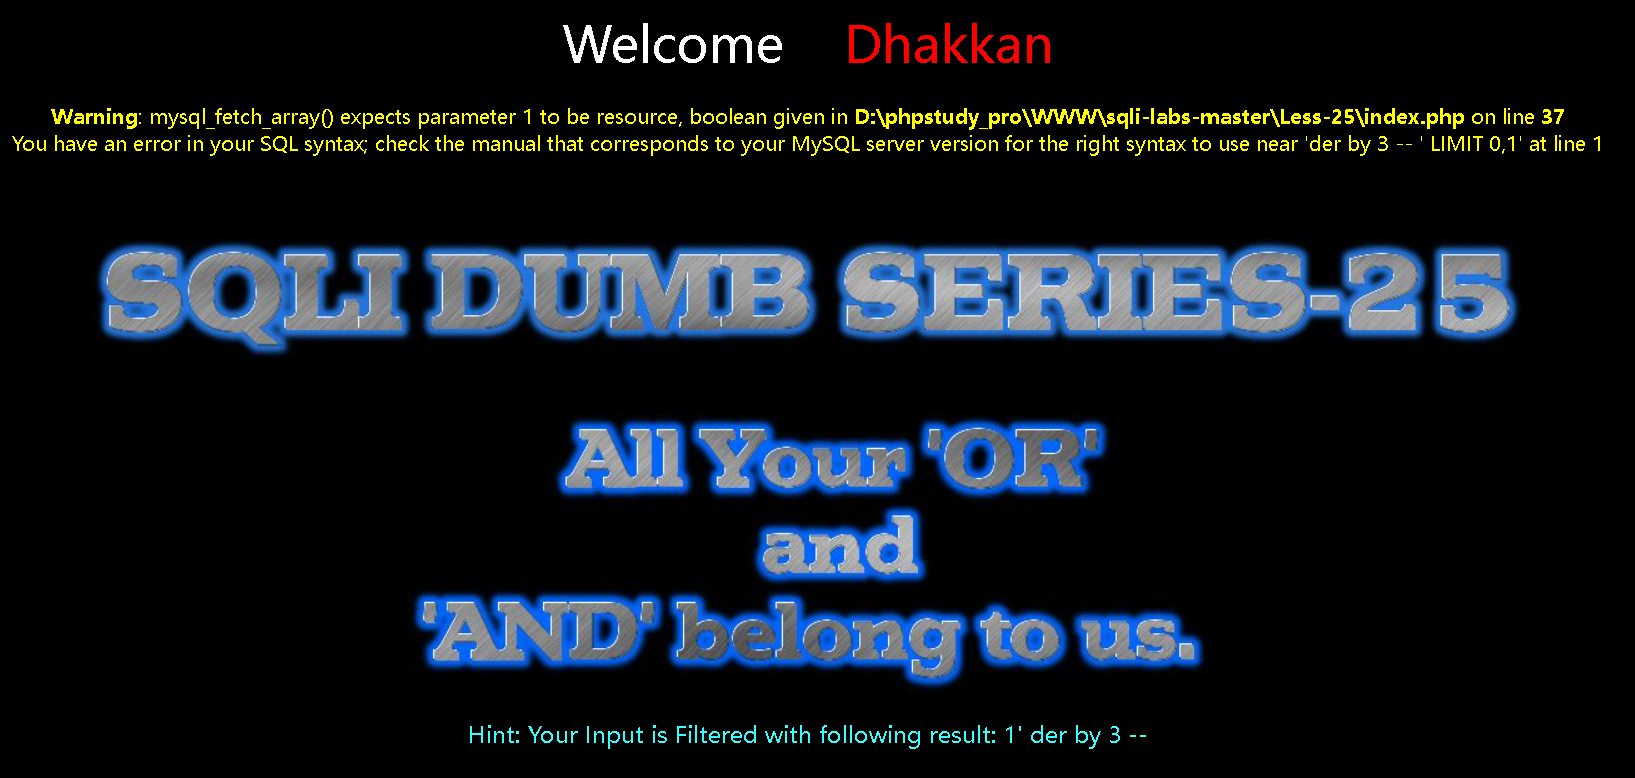 Welcome Dhakkan
Warning: mysql_fetch_array() expects parameter 1 to be resource, boolean given in D:\phpstudy_pro\WWW\sqli-labs-master\Less-25\index.php on line 37
You have an error in your SQL syntax; check the manual that corresponds to your MySQL server version for the right syntax to use near 'der by 3 -- ' LIMIT 0,1' at line 1
SQLI DUMB SERIES-25
All Your 'OR'
and
'AND' belong to us.
Hint: Your Input is Filtered with following result: 1' der by 3 --